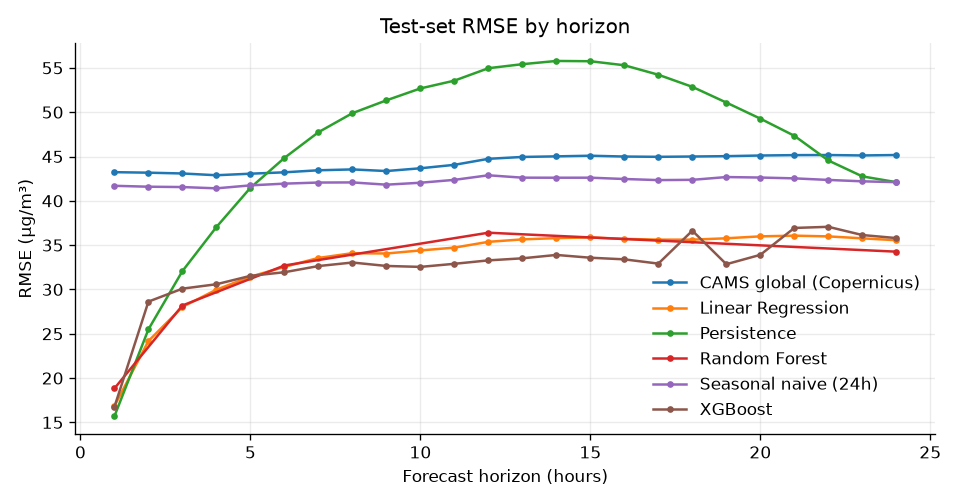 Test-set RMSE by horizon
RMSE (µg/m³)
55
50
45
40
35
30
25
20
15
CAMS global (Copernicus)
Linear Regression
Persistence
Random Forest
Seasonal naive (24h)
XGBoost
0 5 10 15 20 25
Forecast horizon (hours)